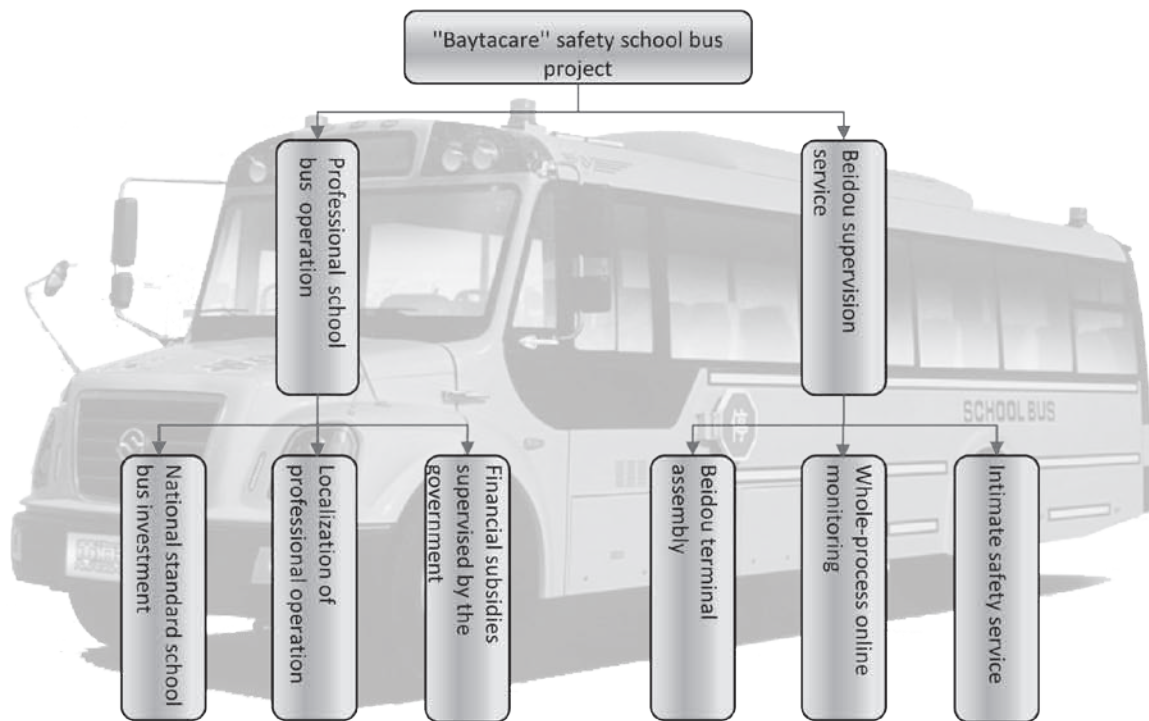 "Baytacare" safety school bus
project
Professional school
bus operation
Beidou supervision
service
SCHOOL BUS
National standard school
bus investment
Localization of
professional operation
Financial subsidies
supervised by the
government
Beidou terminal
assembly
Whole-process online
monitoring
Intimate safety service